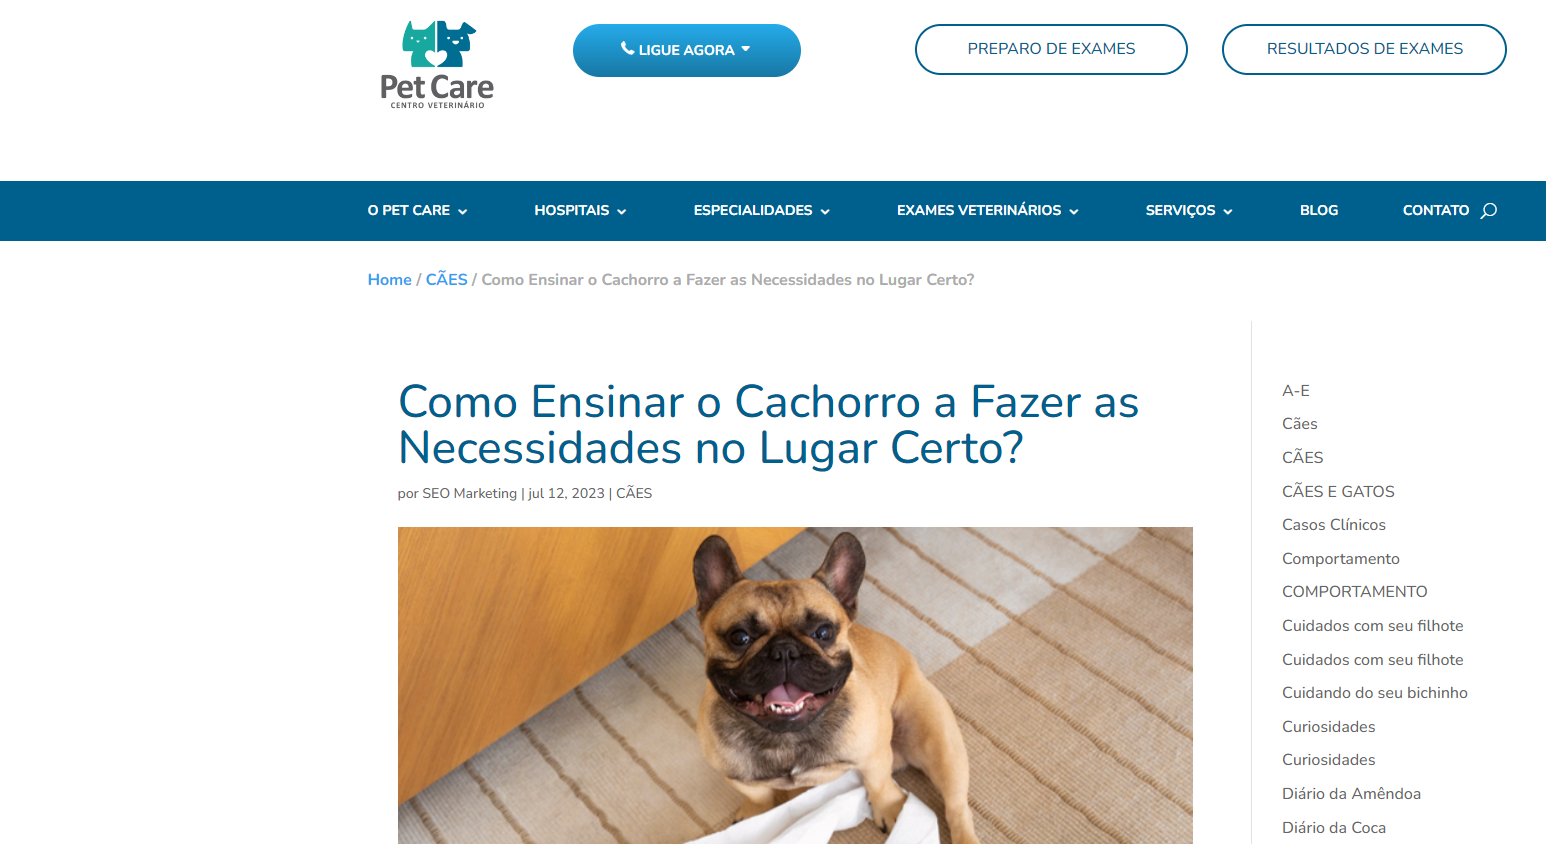 Pet Care
CENTRO VETERINÁRIO
LIGUE AGORA
PREPARO DE EXAMES
RESULTADOS DE EXAMES
O PET CARE
HOSPITAIS
ESPECIALIDADES
EXAMES VETERINÁRIOS
SERVIÇOS
BLOG
CONTATO
Home / CÃES / Como Ensinar o Cachorro a Fazer as Necessidades no Lugar Certo?
Como Ensinar o Cachorro a Fazer as
Necessidades no Lugar Certo?
por SEO Marketing | jul 12, 2023 | CÃES
A-E
Cães
CÃES
CÃES E GATOS
Casos Clínicos
Comportamento
COMPORTAMENTO
Cuidados com seu filhote
Cuidados com seu filhote
Cuidando do seu bichinho
Curiosidades
Curiosidades
Diário da Amêndoa
Diário da Coca